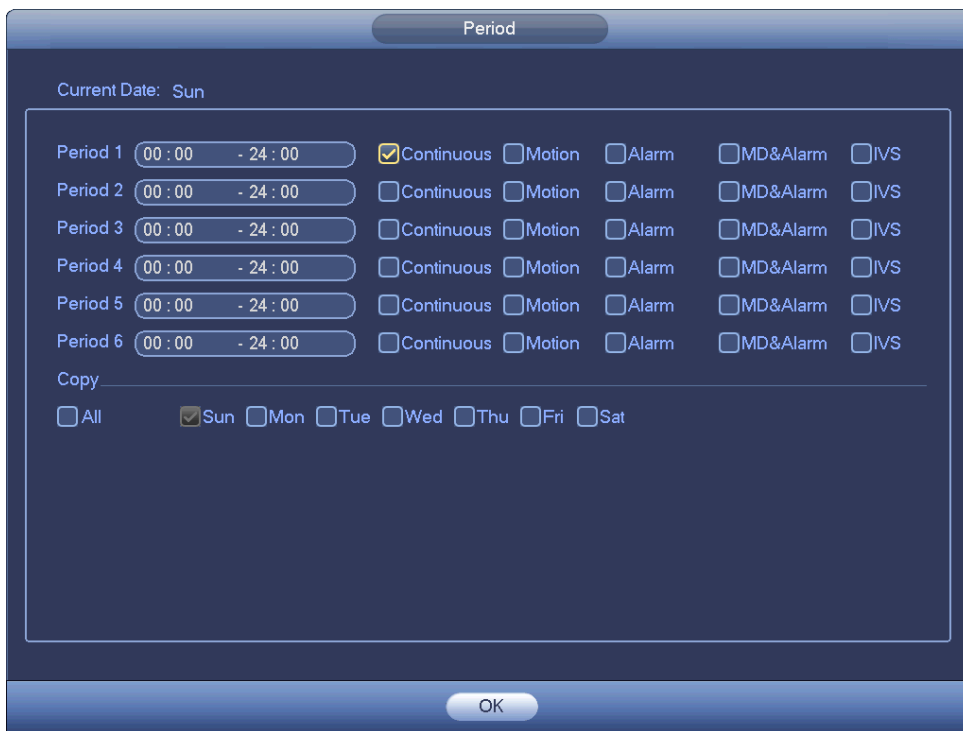 Period
Current Date: Sun
Period 1 00 : 00 - 24 : 00 Continuous Motion Alarm MD&Alarm IVS
Period 2 00 : 00 - 24 : 00 Continuous Motion Alarm MD&Alarm IVS
Period 3 00 : 00 - 24 : 00 Continuous Motion Alarm MD&Alarm IVS
Period 4 00 : 00 - 24 : 00 Continuous Motion Alarm MD&Alarm IVS
Period 5 00 : 00 - 24 : 00 Continuous Motion Alarm MD&Alarm IVS
Period 6 00 : 00 - 24 : 00 Continuous Motion Alarm MD&Alarm IVS
Copy
All Sun Mon Tue Wed Thu Fri Sat
OK